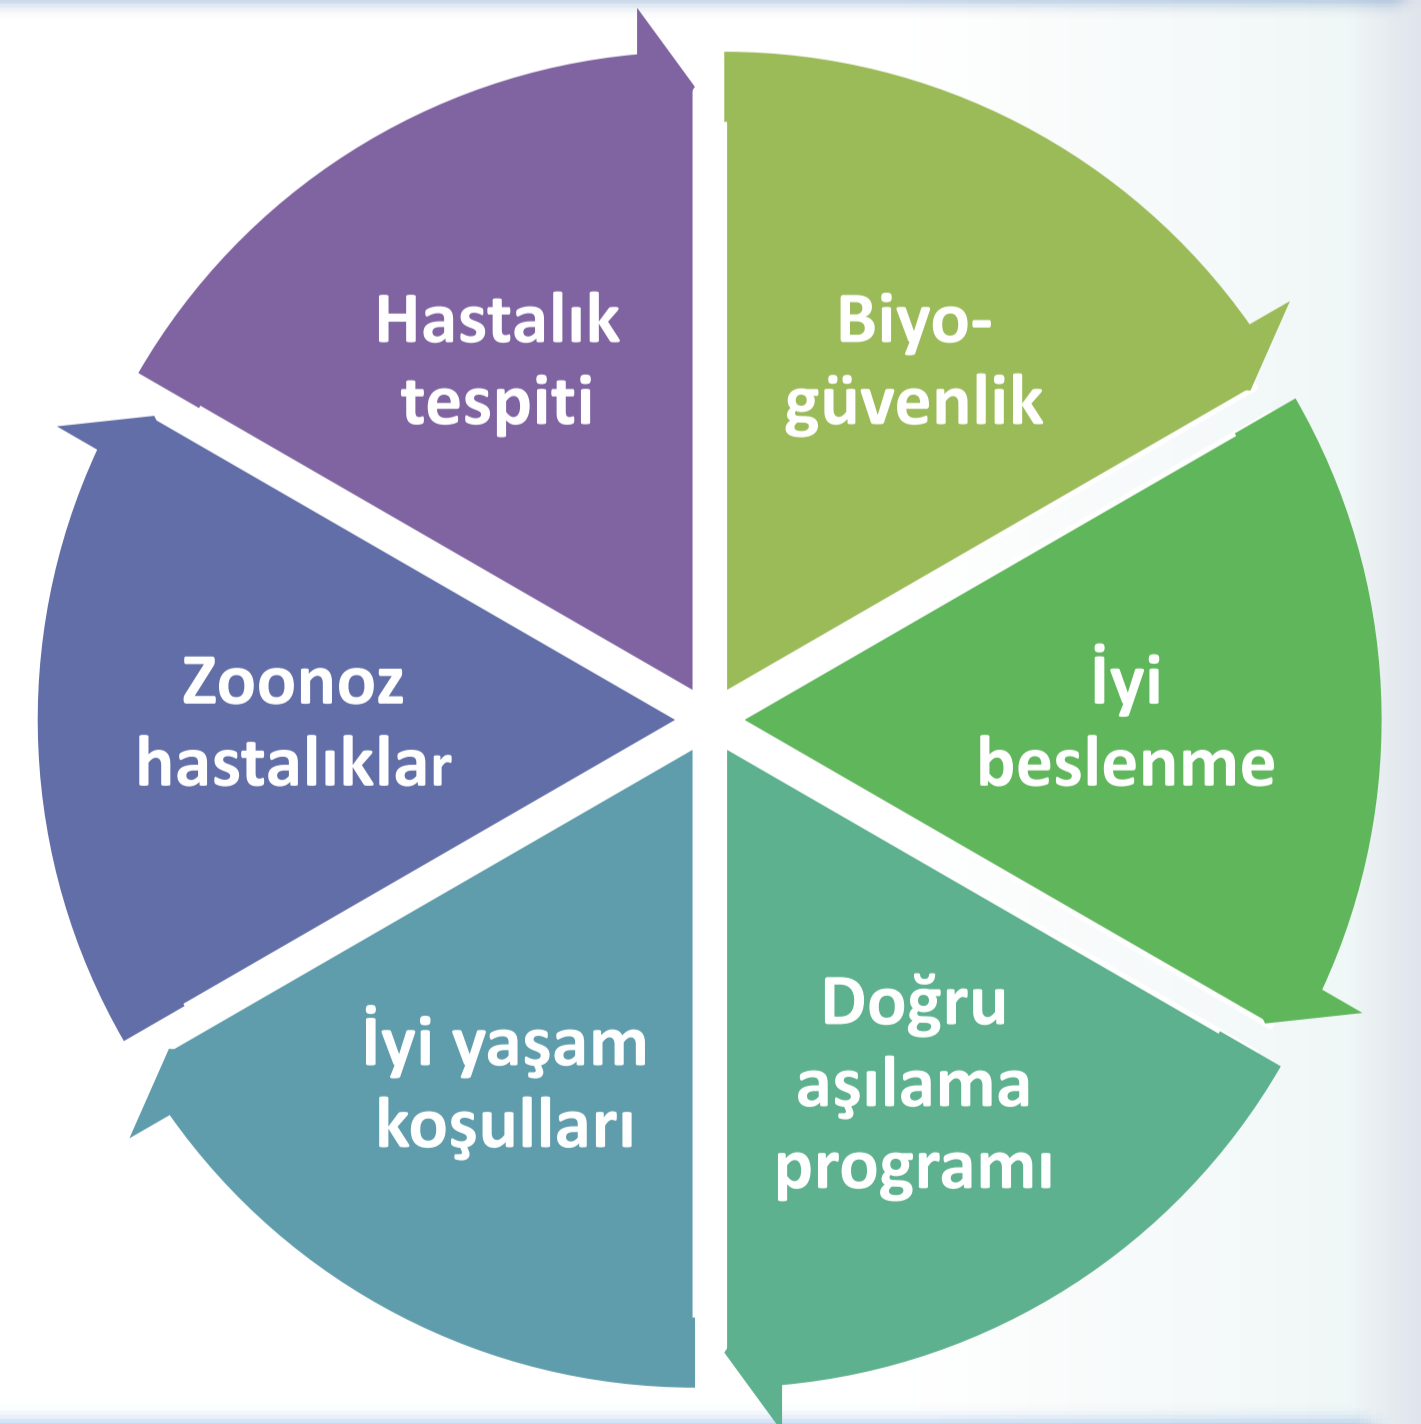 Biyo-
güvenlik
İyi
beslenme
Doğru
aşılama
programı
İyi yaşam
koşulları
Zoonoz
hastalıklar
Hastalık
tespiti